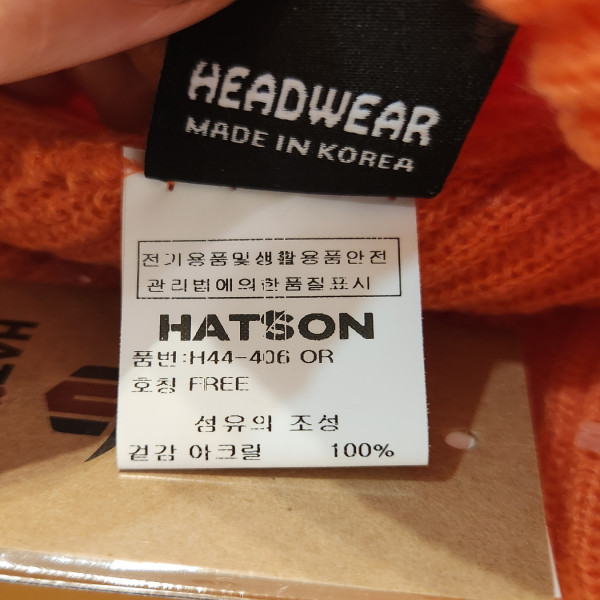 HEADWEAR
MADE IN KOREA
전기용품및생활용품안전
관리법에의한품질표시
HATSON
품번:H44-406 OR
호칭 FREE
섬유의 조성
겉감 아크릴 100%